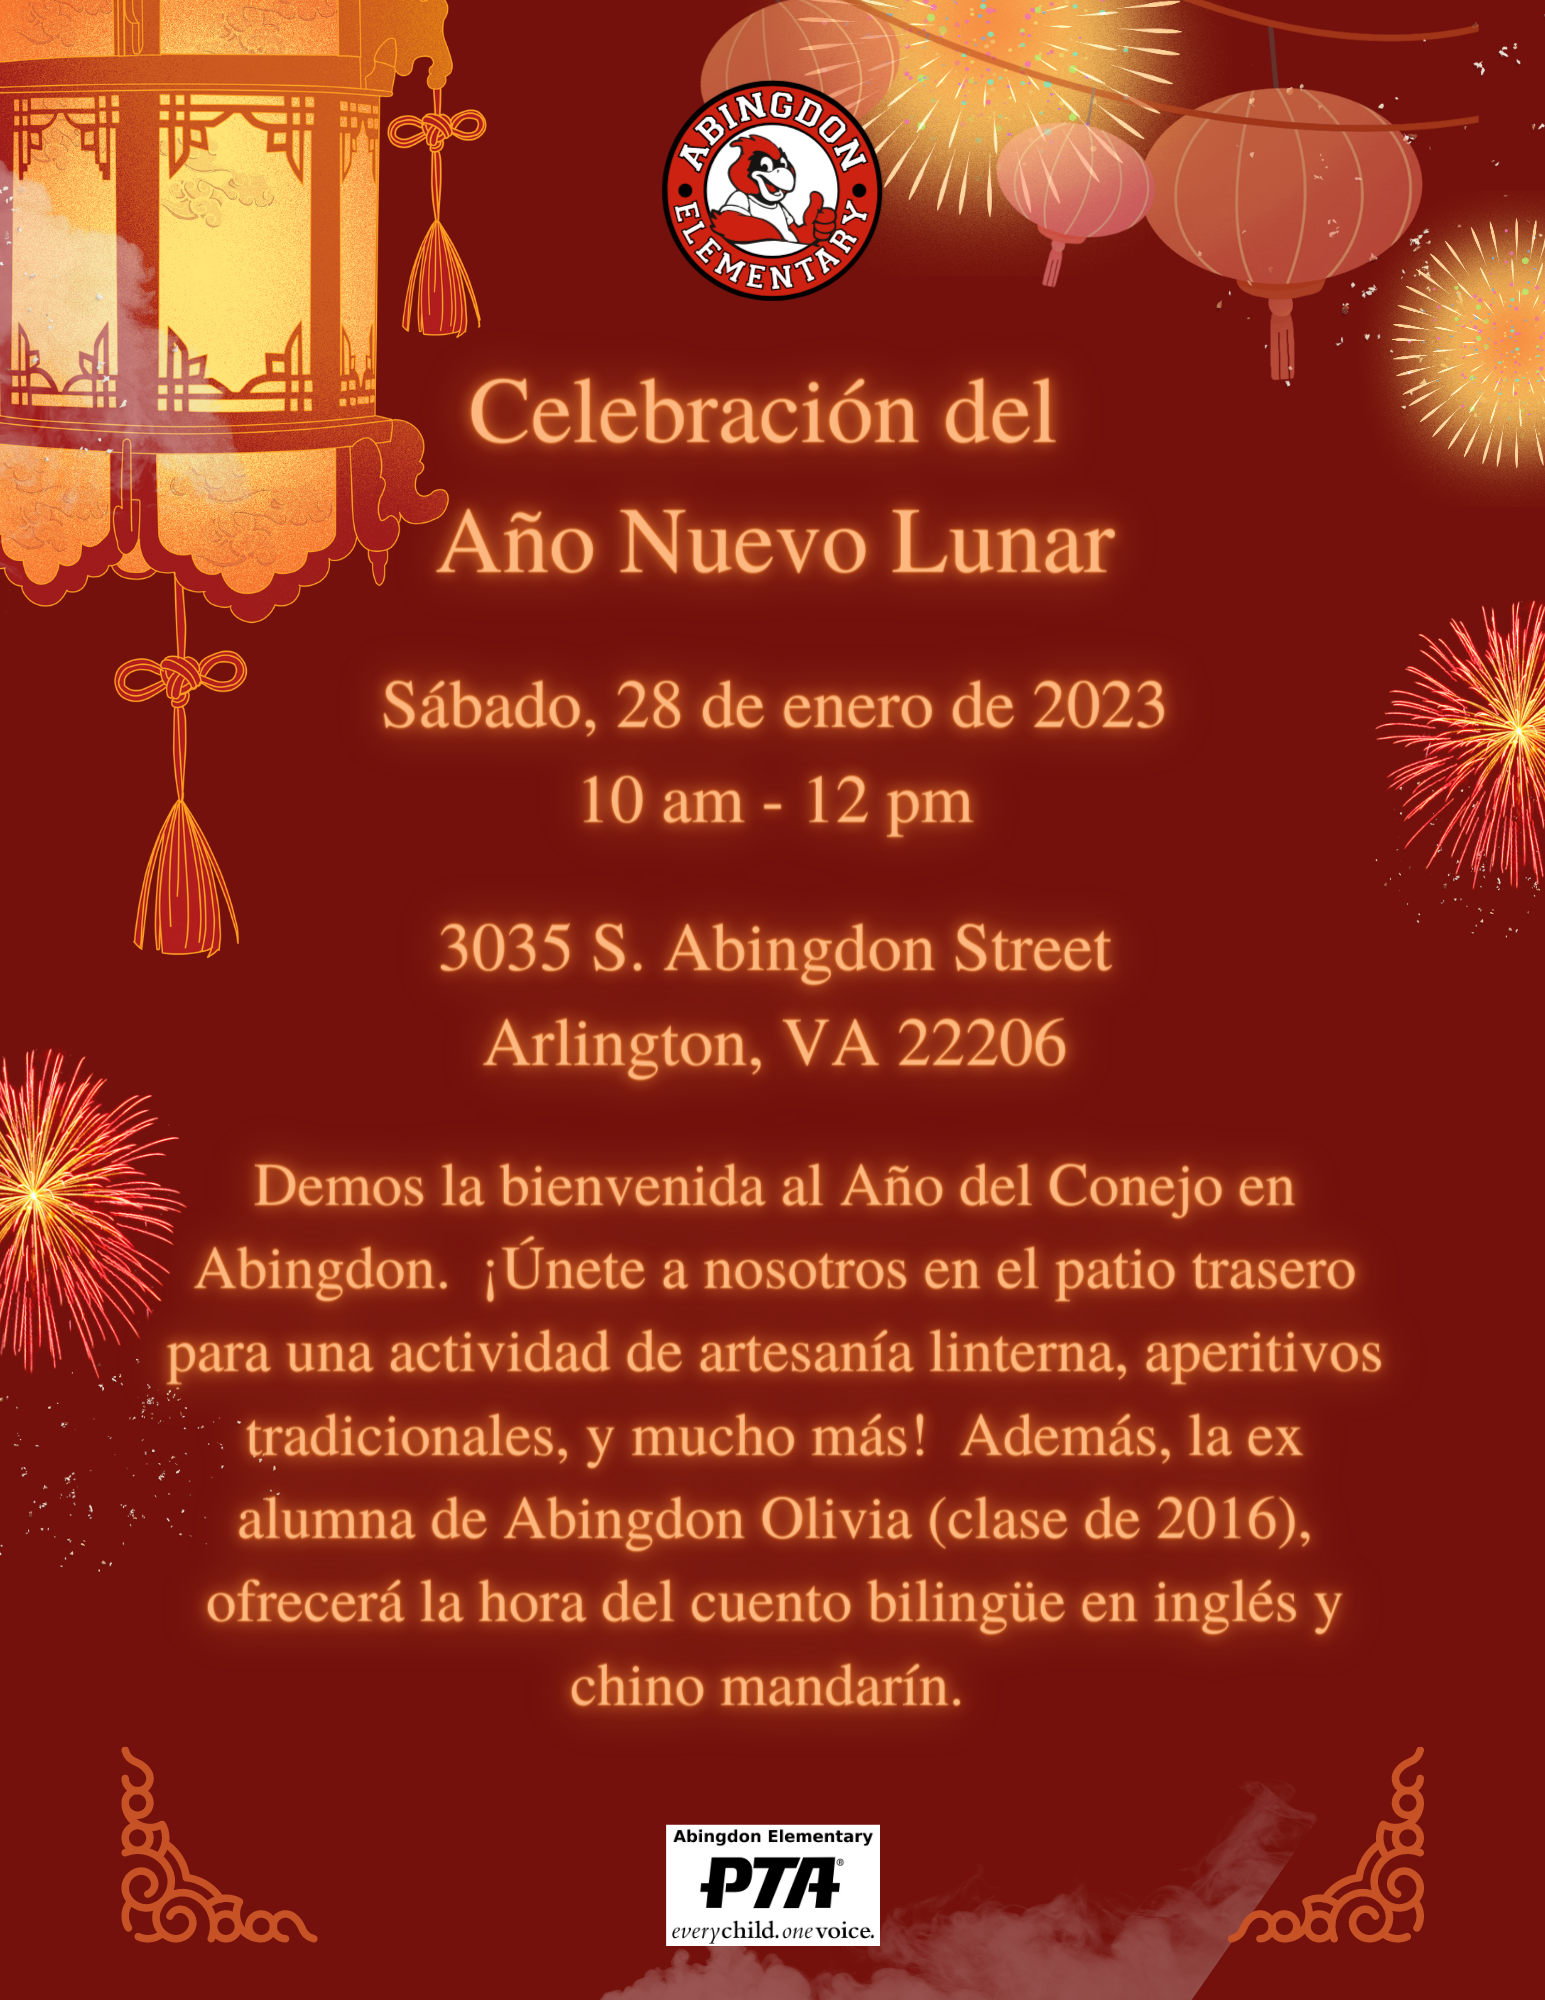 ABINGDON
ELEMENTARY
Celebración del
Año Nuevo Lunar
Sábado, 28 de enero de 2023
10 am - 12 pm
3035 S. Abingdon Street
Arlington, VA 22206
Demos la bienvenida al Año del Conejo en
Abingdon.  ¡Únete a nosotros en el patio trasero
para una actividad de artesanía linterna, aperitivos
tradicionales, y mucho más!  Además, la ex
alumna de Abingdon Olivia (clase de 2016),
ofrecerá la hora del cuento bilingüe en inglés y
chino mandarín.
Abingdon Elementary
PTA®
everychild.onevoice.